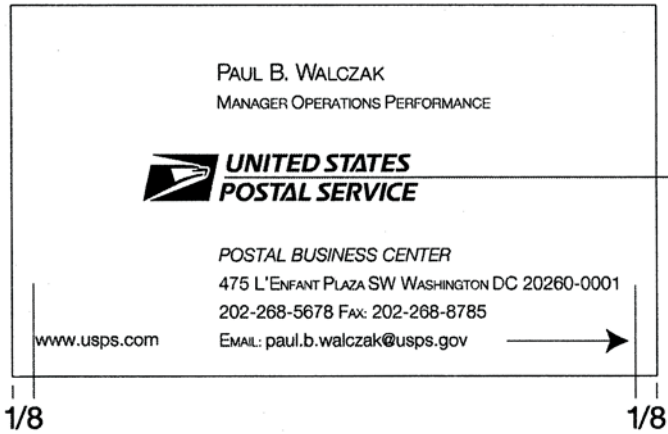 PAUL B. WALCZAK
MANAGER OPERATIONS PERFORMANCE
UNITED STATES
POSTAL SERVICE
POSTAL BUSINESS CENTER
475 L'ENFANT PLAZA SW WASHINGTON DC 20260-0001
202-268-5678 FAX: 202-268-8785
www.usps.com EMAIL: paul.b.walczak@usps.gov
1/8 1/8